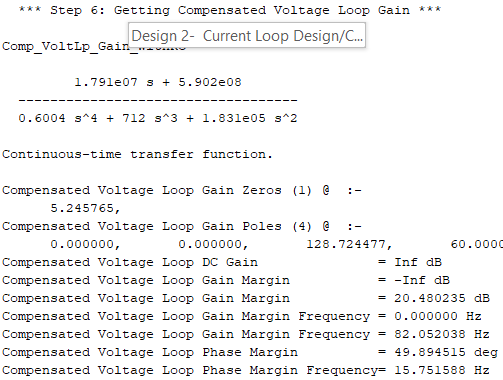 *** Step 6: Getting Compensated Voltage Loop Gain ***
Design 2- Current Loop Design/C...
Comp_VoltLp_Gain_
1.791e07 s + 5.902e08
----------------------------------
0.6004 s^4 + 712 s^3 + 1.831e05 s^2
Continuous-time transfer function.
Compensated Voltage Loop Gain Zeros (1) @  :-
5.245765,
Compensated Voltage Loop Gain Poles (4) @  :-
0.000000,        0.000000,        128.724477,        60.0000
Compensated Voltage Loop DC Gain                = Inf dB
Compensated Voltage Loop Gain Margin            = -Inf dB
Compensated Voltage Loop Gain Margin            = 20.480235 dB
Compensated Voltage Loop Gain Margin Frequency = 0.000000 Hz
Compensated Voltage Loop Gain Margin Frequency = 82.052038 Hz
Compensated Voltage Loop Phase Margin           = 49.894515 deg
Compensated Voltage Loop Phase Margin Frequency= 15.751588 Hz